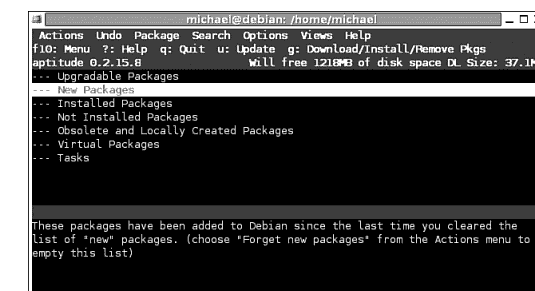 michael@debian: /home/michael
Actions Undo Package Search Options Views Help
f10: Menu ?: Help q: Quit u: Update g: Download/Install/Remove Pkgs
aptitude 0.2.15.8 Will free 1218MB of disk space DL Size: 37.1M
--- Upgradable Packages
--- New Packages
--- Installed Packages
--- Not Installed Packages
--- Obsolete and Locally Created Packages
--- Virtual Packages
--- Tasks
These packages have been added to Debian since the last time you cleared the
list of "new" packages. (choose "Forget new packages" from the Actions menu to
empty this list)